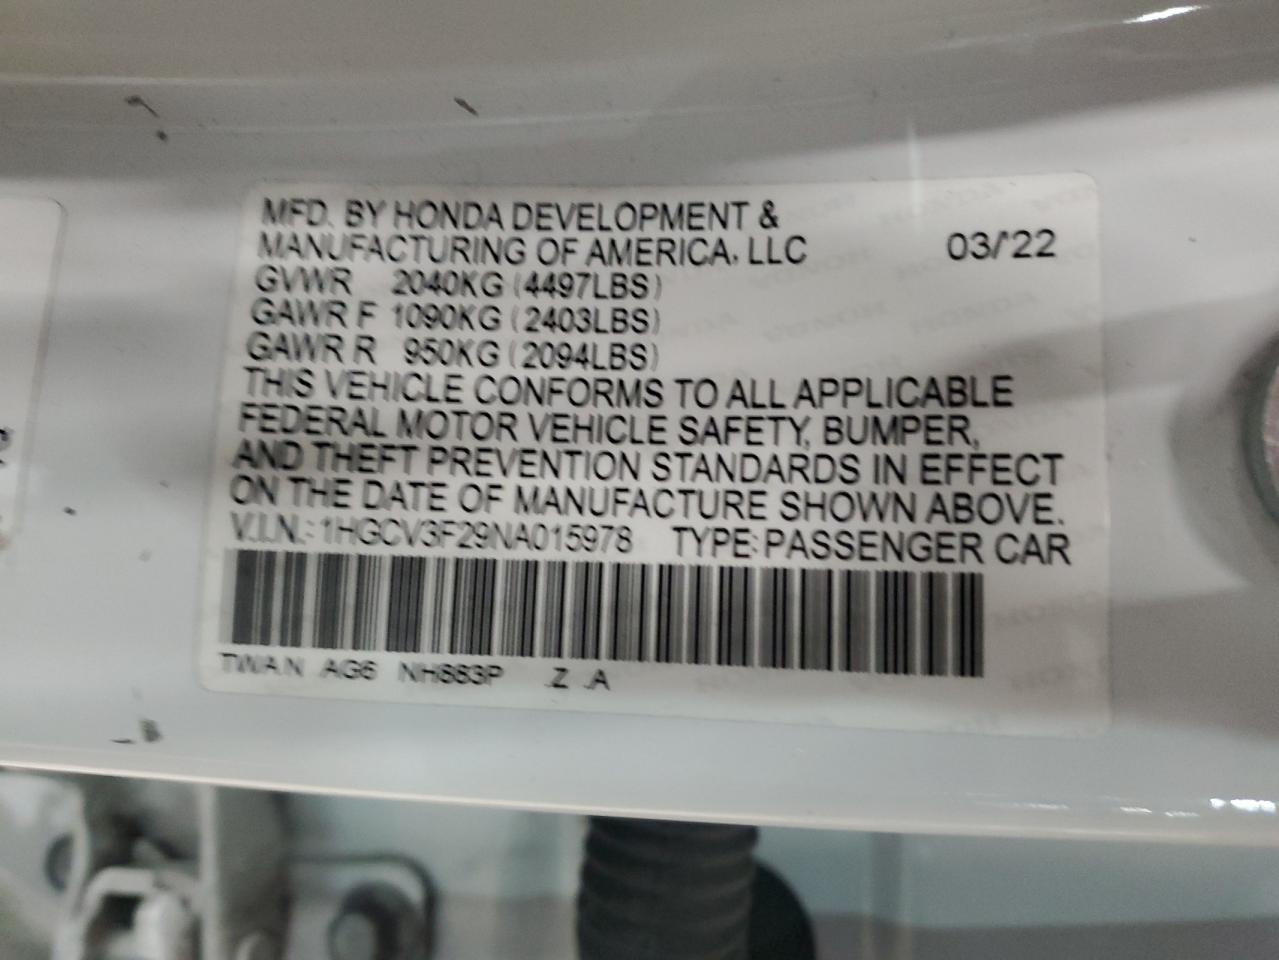 MFD. BY HONDA DEVELOPMENT &
MANUFACTURING OF AMERICA, LLC 03/'22
GVWR 2040KG (4497LBS)
GAWR F 1090KG (2403LBS)
GAWR R 950KG (2094LBS)
THIS VEHICLE CONFORMS TO ALL APPLICABLE
FEDERAL MOTOR VEHICLE SAFETY, BUMPER,
AND THEFT PREVENTION STANDARDS IN EFFECT
ON THE DATE OF MANUFACTURE SHOWN ABOVE.
V.I.N.: 1HGCV3F29NA015978 TYPE: PASSENGER CAR
TWAN AG6 NH883P .Z .A